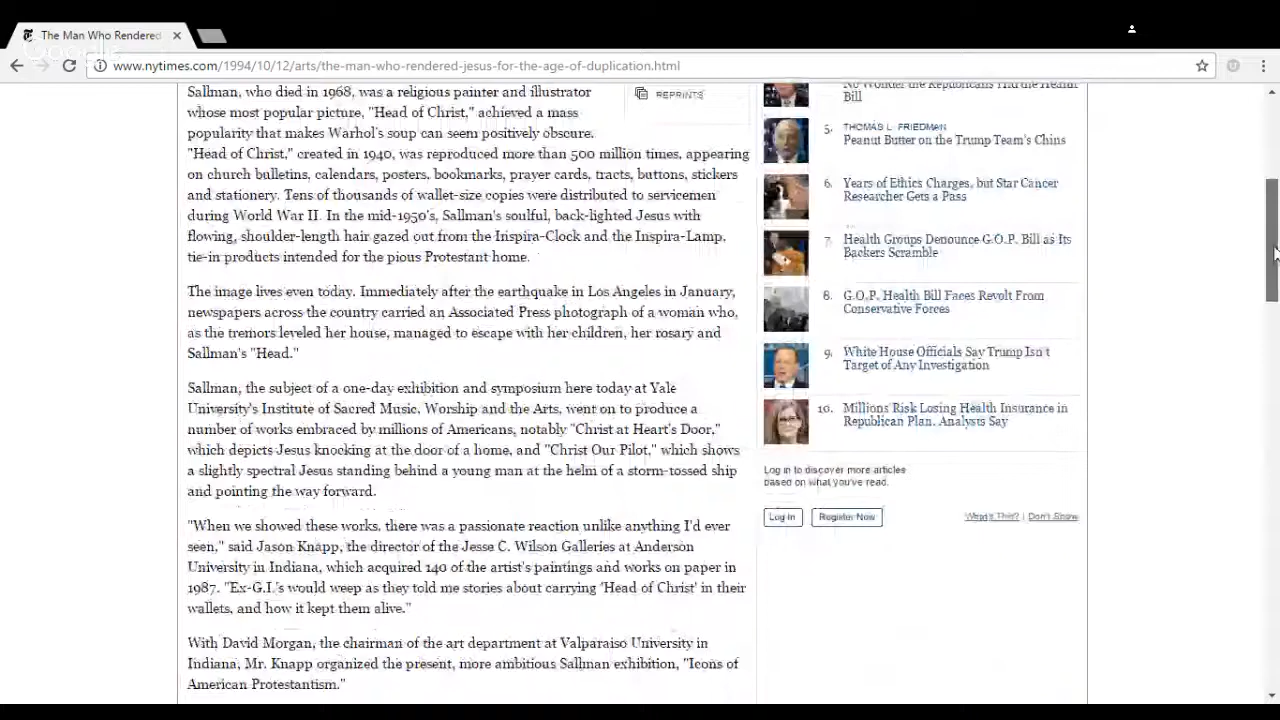 The Man Who Rendered
www.nytimes.com/1994/10/12/arts/the-man-who-rendered-jesus-for-the-age-of-duplication.html
Sallman, who died in 1968, was a religious painter and illustrator
whose most popular picture, "Head of Christ," achieved a mass
popularity that makes Warhol's soup can seem positively obscure.
"Head of Christ," created in 1940, was reproduced more than 500 million times, appearing
on church bulletins, calendars, posters, bookmarks, prayer cards, tracts, buttons, stickers
and stationery. Tens of thousands of wallet-size copies were distributed to servicemen
during World War II. In the mid-1950's, Sallman's soulful, back-lighted Jesus with
flowing, shoulder-length hair gazed out from the Inspira-Clock and the Inspira-Lamp,
tie-in products intended for the pious Protestant home.
The image lives even today. Immediately after the earthquake in Los Angeles in January,
newspapers across the country carried an Associated Press photograph of a woman who,
as the tremors leveled her house, managed to escape with her children, her rosary and
Sallman's "Head."
Sallman, the subject of a one-day exhibition and symposium here today at Yale
University's Institute of Sacred Music, Worship and the Arts, went on to produce a
number of works embraced by millions of Americans, notably "Christ at Heart's Door,"
which depicts Jesus knocking at the door of a home, and "Christ Our Pilot," which shows
a slightly spectral Jesus standing behind a young man at the helm of a storm-tossed ship
and pointing the way forward.
"When we showed these works, there was a passionate reaction unlike anything I'd ever
seen," said Jason Knapp, the director of the Jesse C. Wilson Galleries at Anderson
University in Indiana, which acquired 140 of the artist's paintings and works on paper in
1987. "Ex-G.I.'s would weep as they told me stories about carrying 'Head of Christ' in their
wallets, and how it kept them alive."
With David Morgan, the chairman of the art department at Valparaiso University in
Indiana, Mr. Knapp organized the present, more ambitious Sallman exhibition, "Icons of
American Protestantism."
REPRINTS
No Wonder the Republicans Hid the Health
Bill
5. THOMAS L. FRIEDMAN
Peanut Butter on the Trump Team's Chins
6. Years of Ethics Charges, but Star Cancer
Researcher Gets a Pass
7. Health Groups Denounce G.O.P. Bill as Its
Backers Scramble
8. G.O.P. Health Bill Faces Revolt From
Conservative Forces
9. White House Officials Say Trump Isn't
Target of Any Investigation
10. Millions Risk Losing Health Insurance in
Republican Plan, Analysts Say
Log in to discover more articles
based on what you've read.
Log In Register Now What's This? | Don't Show